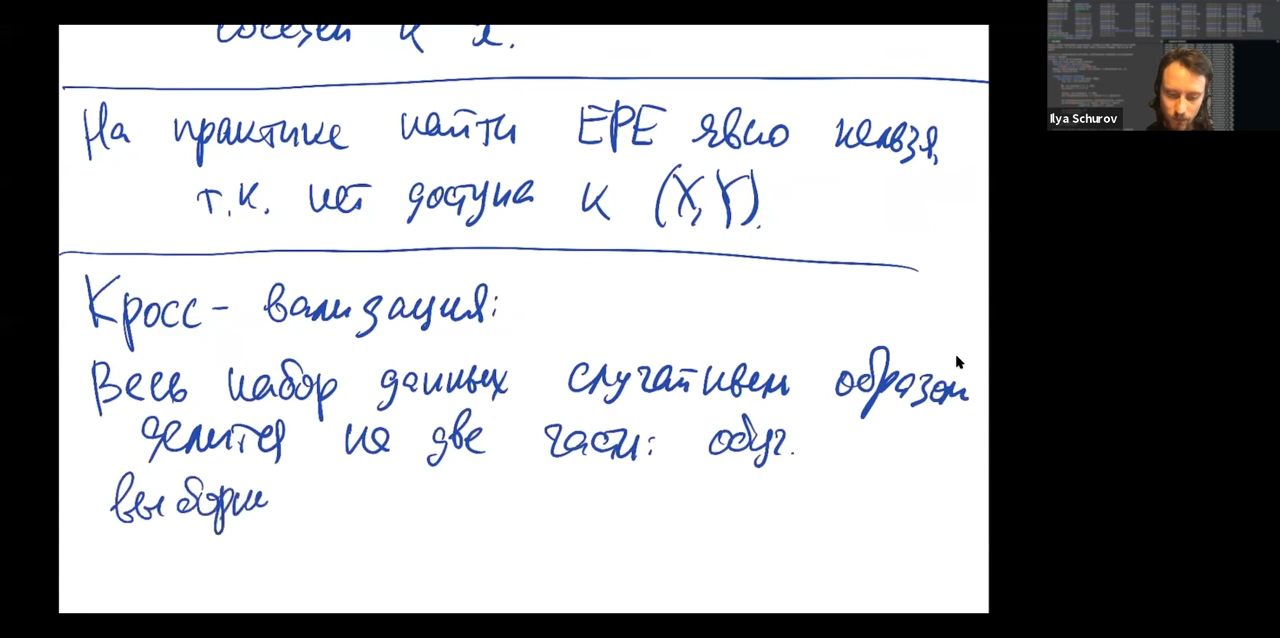 соседей к x.
На практике найти EPE явно нельзя,
т.к. нет доступа к (X,Y).
Кросс-валидация:
Весь набор данных случайным образом
делится на две части: обуч.
выборки
Ilya Schurov